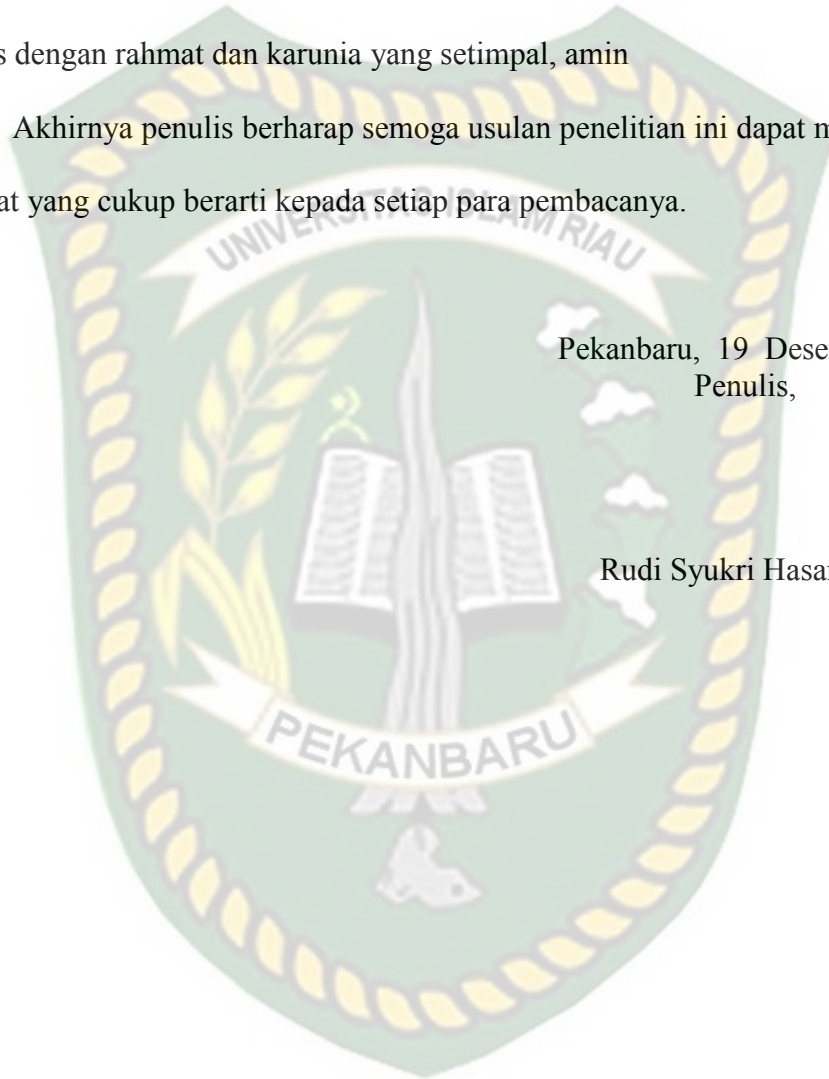 s dengan rahmat dan karunia yang setimpal, amin
Akhirnya penulis berharap semoga usulan penelitian ini dapat m
at yang cukup berarti kepada setiap para pembacanya.
UNIVERSITAS ISLAM RIAU
Pekanbaru, 19 Dese
Penulis,
Rudi Syukri Hasa
PEKANBARU